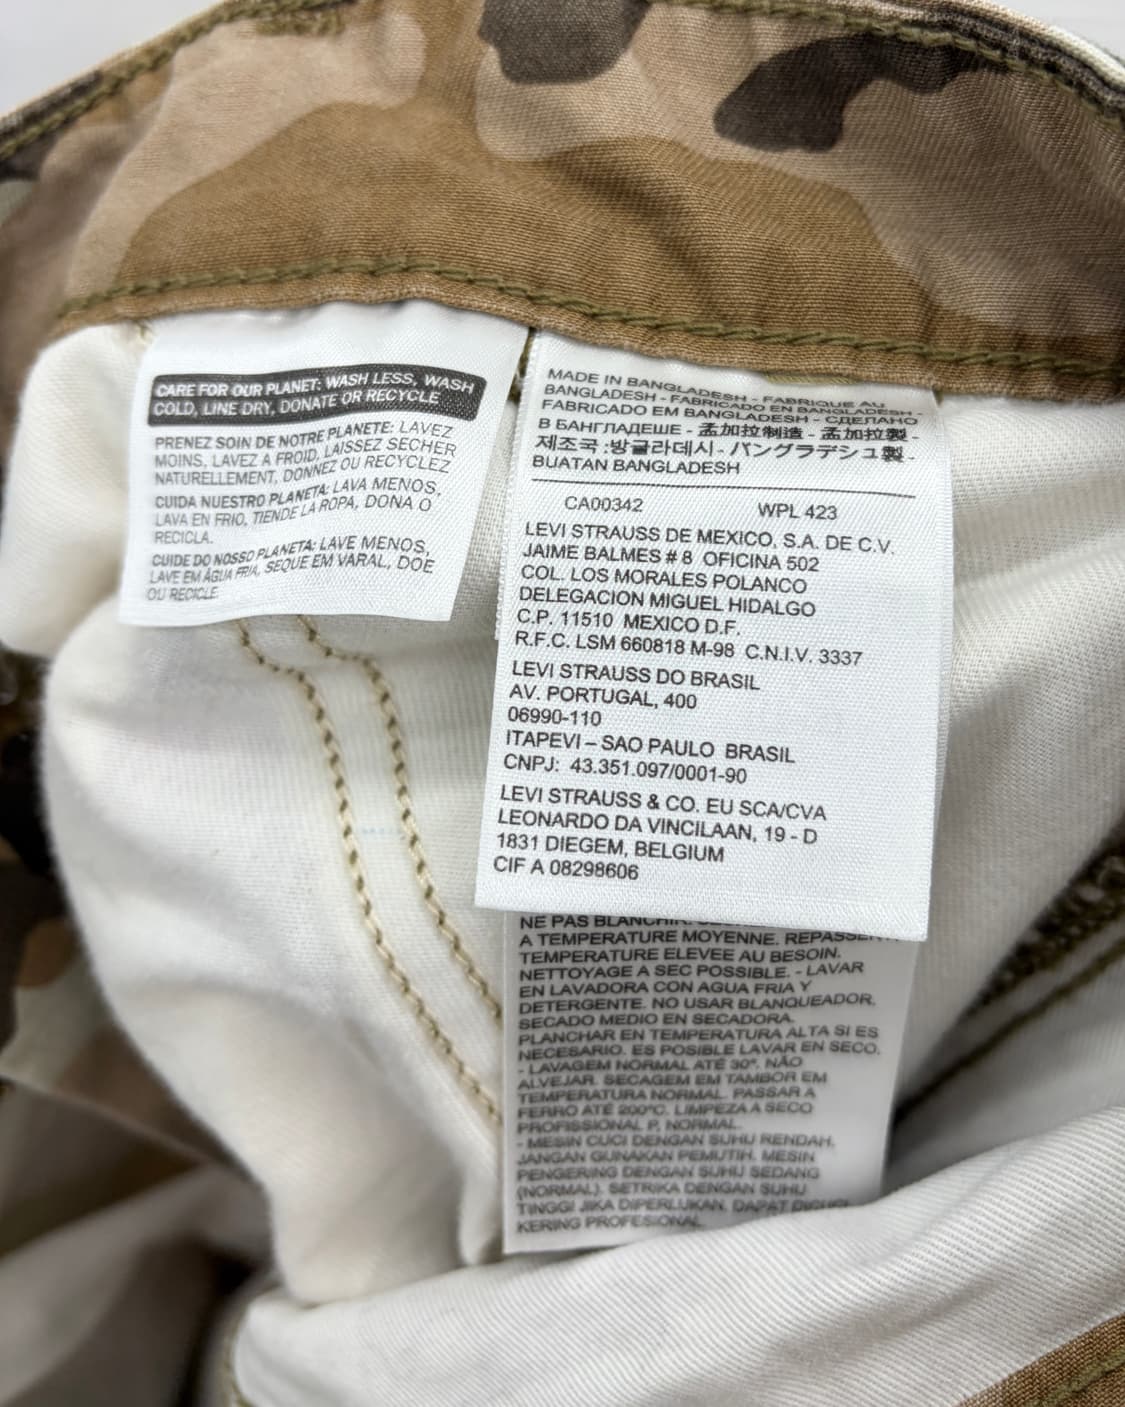 CARE FOR OUR PLANET: WASH LESS, WASH
COLD, LINE DRY, DONATE OR RECYCLE
PRENEZ SOIN DE NOTRE PLANETE: LAVEZ
MOINS, LAVEZ A FROID, LAISSEZ SECHER
NATURELLEMENT, DONNEZ OU RECYCLEZ
CUIDA NUESTRO PLANETA: LAVA MENOS,
LAVA EN FRIO, TIENDE LA ROPA, DONA O
RECICLA.
CUIDE DO NOSSO PLANETA: LAVE MENOS,
LAVE EM ÁGUA FRIA, SEQUE EM VARAL, DOE
OU RECICLE
MADE IN BANGLADESH - FABRIQUE AU
BANGLADESH - FABRICADO EN BANGLADESH -
FABRICADO EM BANGLADESH - СДЕЛАНО
В БАНГЛАДЕШЕ - 孟加拉制造 - 孟加拉製 -
제조국 :방글라데시 - バングラデシュ製 -
BUATAN BANGLADESH
CA00342 WPL 423
LEVI STRAUSS DE MEXICO, S.A. DE C.V.
JAIME BALMES # 8 OFICINA 502
COL. LOS MORALES POLANCO
DELEGACION MIGUEL HIDALGO
C.P. 11510 MEXICO D.F.
R.F.C. LSM 660818 M-98 C.N.I.V. 3337
LEVI STRAUSS DO BRASIL
AV. PORTUGAL, 400
06990-110
ITAPEVI – SAO PAULO BRASIL
CNPJ: 43.351.097/0001-90
LEVI STRAUSS & CO. EU SCA/CVA
LEONARDO DA VINCILAAN, 19 - D
1831 DIEGEM, BELGIUM
CIF A 08298606
NE PAS BLANCHIR.
A TEMPERATURE MOYENNE. REPASSER
TEMPERATURE ELEVEE AU BESOIN.
NETTOYAGE A SEC POSSIBLE. - LAVAR
EN LAVADORA CON AGUA FRIA Y
DETERGENTE. NO USAR BLANQUEADOR.
SECADO MEDIO EN SECADORA.
PLANCHAR EN TEMPERATURA ALTA SI ES
NECESARIO. ES POSIBLE LAVAR EN SECO.
- LAVAGEM NORMAL ATÉ 30°. NÃO
ALVEJAR. SECAGEM EM TAMBOR EM
TEMPERATURA NORMAL. PASSAR A
FERRO ATÉ 200ºC. LIMPEZA A SECO
PROFISSIONAL P, NORMAL.
- MESIN CUCI DENGAN SUHU RENDAH.
JANGAN GUNAKAN PEMUTIH. MESIN
PENGERING DENGAN SUHU SEDANG
(NORMAL). SETRIKA DENGAN SUHU
TINGGI JIKA DIPERLUKAN. DAPAT
KERING PROFESIONAL.